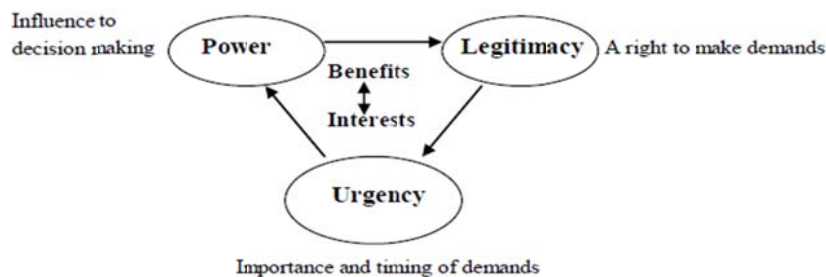 Influence to
decision making
Power
Legitimacy
A right to make demands
Benefits
Interests
Urgency
Importance and timing of demands